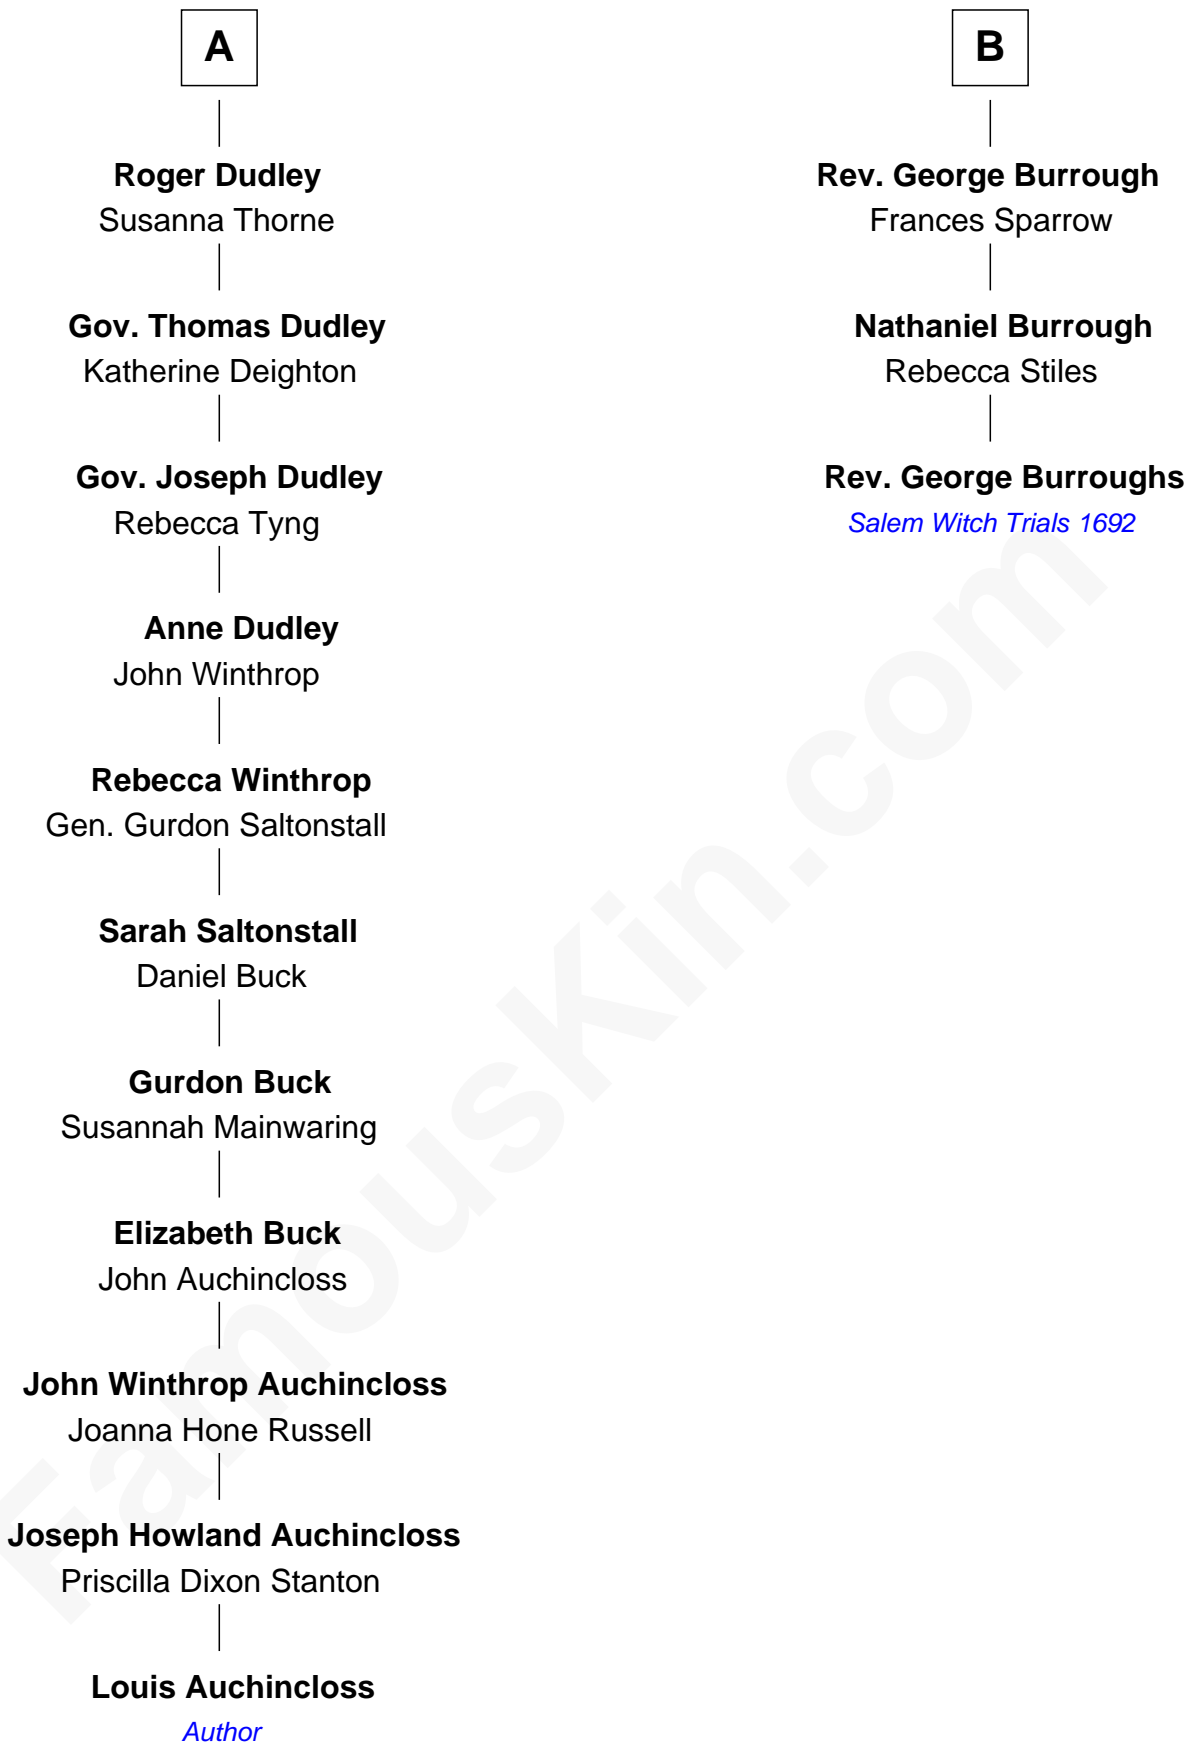 A
Roger Dudley
Susanna Thorne
Gov. Thomas Dudley
Katherine Deighton
Gov. Joseph Dudley
Rebecca Tyng
Anne Dudley
John Winthrop
Rebecca Winthrop
Gen. Gurdon Saltonstall
Sarah Saltonstall
Daniel Buck
Gurdon Buck
Susannah Mainwaring
Elizabeth Buck
John Auchincloss
John Winthrop Auchincloss
Joanna Hone Russell
Joseph Howland Auchincloss
Priscilla Dixon Stanton
Louis Auchincloss
Author
B
Rev. George Burrough
Frances Sparrow
Nathaniel Burrough
Rebecca Stiles
Rev. George Burroughs
Salem Witch Trials 1692
FamousKin.com